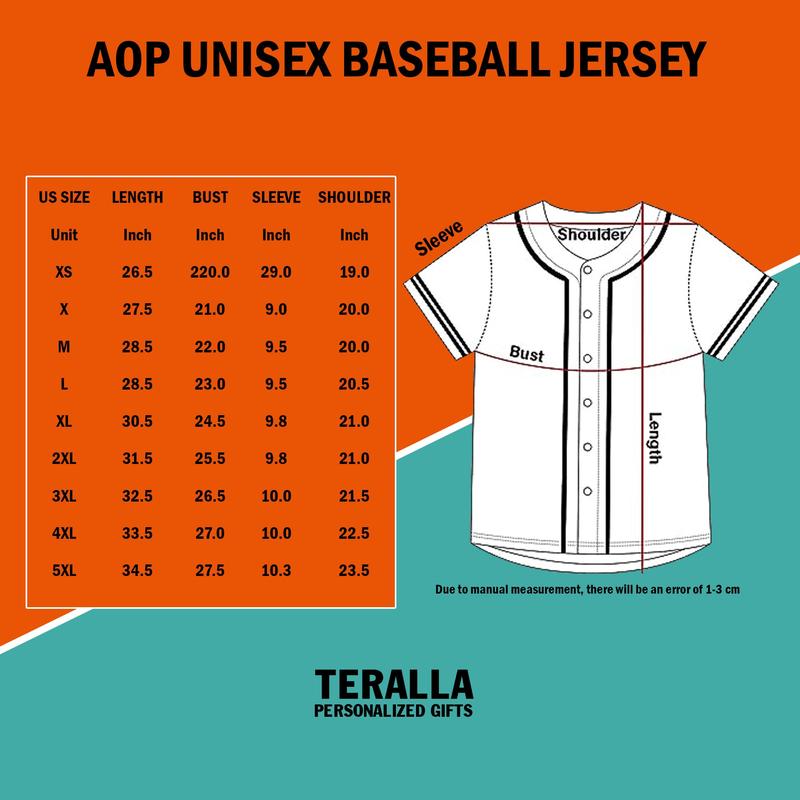 AOP UNISEX BASEBALL JERSEY
US SIZE LENGTH BUST SLEEVE SHOULDER
Unit Inch Inch Inch Inch
XS 26.5 220.0 29.0 19.0
X 27.5 21.0 9.0 20.0
M 28.5 22.0 9.5 20.0
L 28.5 23.0 9.5 20.5
XL 30.5 24.5 9.8 21.0
2XL 31.5 25.5 9.8 21.0
3XL 32.5 26.5 10.0 21.5
4XL 33.5 27.0 10.0 22.5
5XL 34.5 27.5 10.3 23.5
Sleeve
Shoulder
Bust
Length
Due to manual measurement, there will be an error of 1-3 cm
TERALLA
PERSONALIZED GIFTS